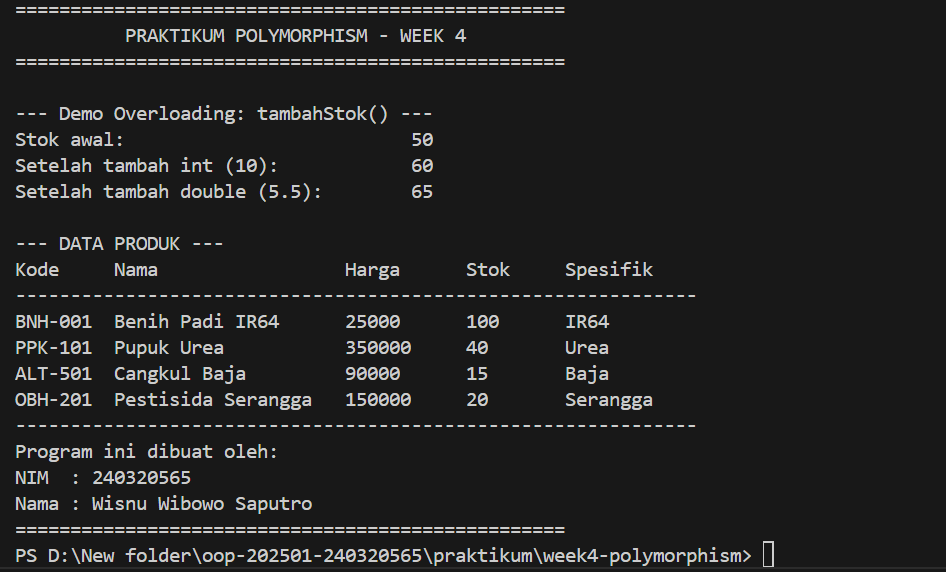 ==================================================
PRAKTIKUM POLYMORPHISM - WEEK 4
==================================================
--- Demo Overloading: tambahStok() ---
Stok awal: 50
Setelah tambah int (10): 60
Setelah tambah double (5.5): 65
--- DATA PRODUK ---
Kode Nama Harga Stok Spesifik
--------------------------------------------------------------
BNH-001 Benih Padi IR64 25000 100 IR64
PPK-101 Pupuk Urea 350000 40 Urea
ALT-501 Cangkul Baja 90000 15 Baja
OBH-201 Pestisida Serangga 150000 20 Serangga
--------------------------------------------------------------
Program ini dibuat oleh:
NIM : 240320565
Nama : Wisnu Wibowo Saputro
==================================================
PS D:\New folder\oop-202501-240320565\praktikum\week4-polymorphism>